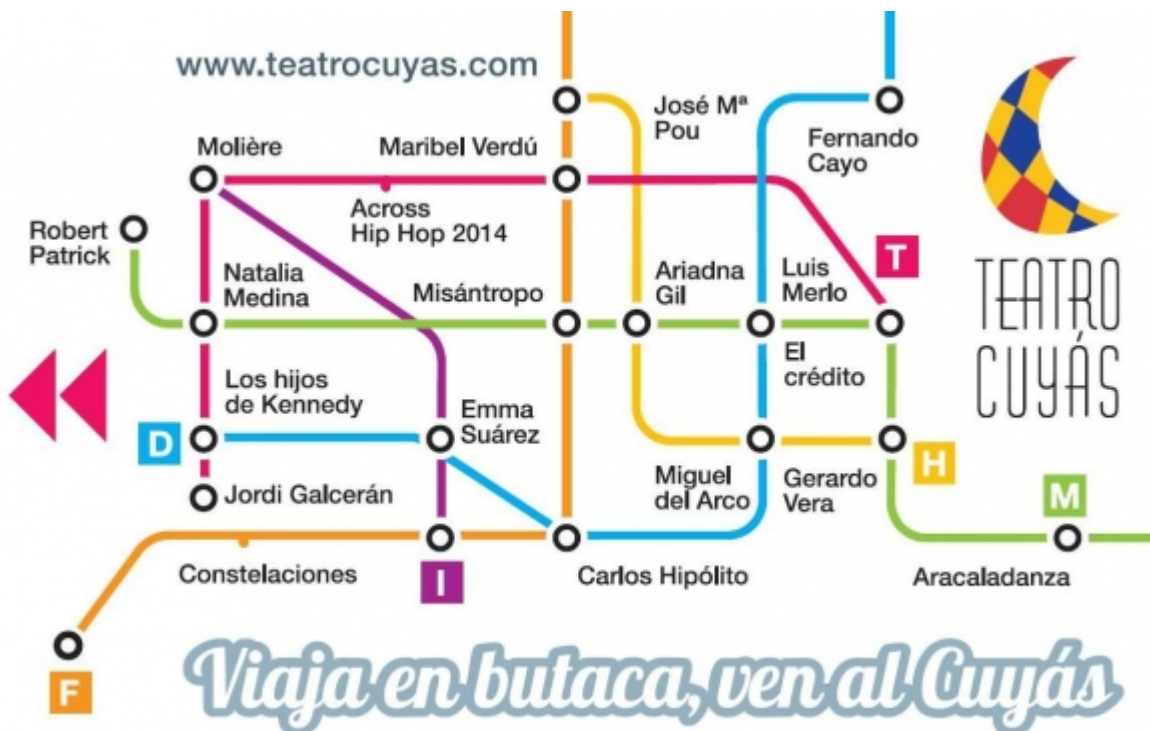 www.teatrocuyas.com
José Mª
Pou
Fernando
Cayo
Molière
Maribel Verdú
Across
Hip Hop 2014
Robert
Patrick
T
TEATRO
CUYÁS
Natalia
Medina
Misántropo
Ariadna
Gil
Luis
Merlo
El
crédito
Los hijos
de Kennedy
Emma
Suárez
D
H
Jordi Galcerán
Miguel
del Arco
Gerardo
Vera
M
Constelaciones
I
Carlos Hipólito
Aracaladanza
F
Viaja en butaca, ven al Cuyás